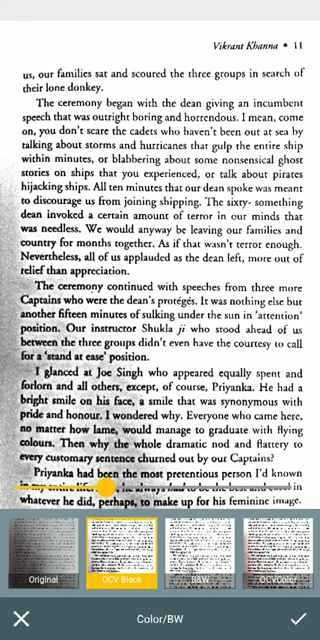 Vikrant Khanna • 11
us, our families sat and scoured the three groups in search of
their lone donkey.
The ceremony began with the dean giving an incumbent
speech that was outright boring and horrendous. I mean, come
on, you don't scare the cadets who haven't been out at sea by
talking about storms and hurricanes that gulp the entire ship
within minutes, or blabbering about some nonsensical ghost
stories on ships that you experienced, or talk about pirates
hijacking ships. All ten minutes that our dean spoke was meant
to discourage us from joining shipping. The sixty- something
dean invoked a certain amount of terror in our minds that
was needless. We would anyway be leaving our families and
country for months together. As if that wasn't terror enough.
Nevertheless, all of us applauded as the dean left, more out of
relief than appreciation.
The ceremony continued with speeches from three more
Captains who were the dean's protégés. It was nothing else but
another fifteen minutes of sulking under the sun in 'attention'
position. Our instructor Shukla ji who stood ahead of us
between the three groups didn't even have the courtesy to call
for a 'stand at ease' position.
I glanced at Joe Singh who appeared equally spent and
forlorn and all others, except, of course, Priyanka. He had a
bright smile on his face, a smile that was synonymous with
pride and honour. I wondered why. Everyone who came here,
no matter how lame, would manage to graduate with flying
colours. Then why the whole dramatic nod and flattery to
every customary sentence churned out by our Captains?
Priyanka had been the most pretentious person I'd known
in my entire life. , he always had to be the best and east in
whatever he did, perhaps, to make up for his feminine image.
Original OCV Black B&W OCVColor
Color/BW